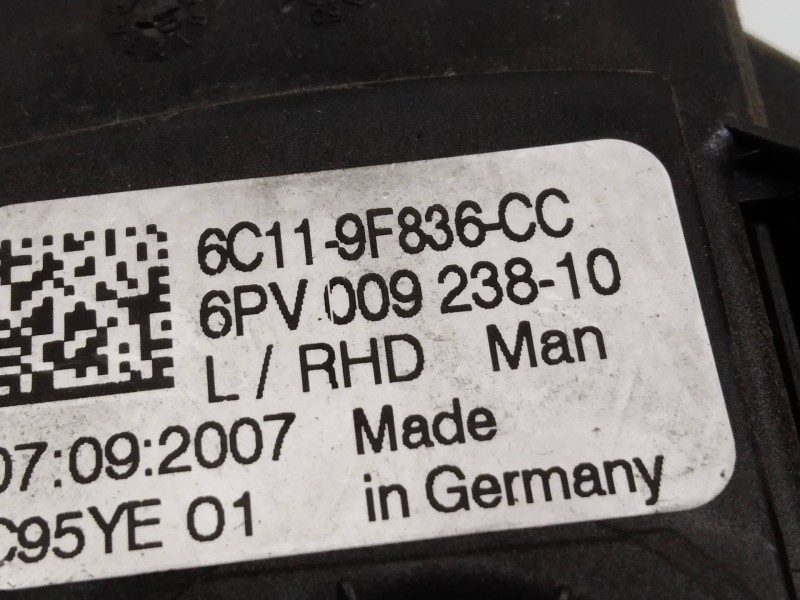 6C11-9F836-CC
6PV 009 238-10
L / RHD Man
07:09:2007 Made
C95YE 01 in Germany